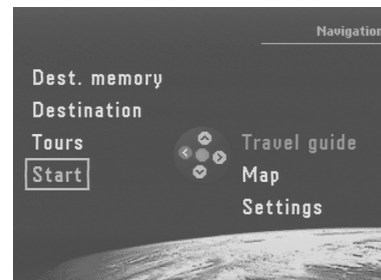 Navigation
Dest. memory
Destination
Tours
Start
Travel guide
Map
Settings